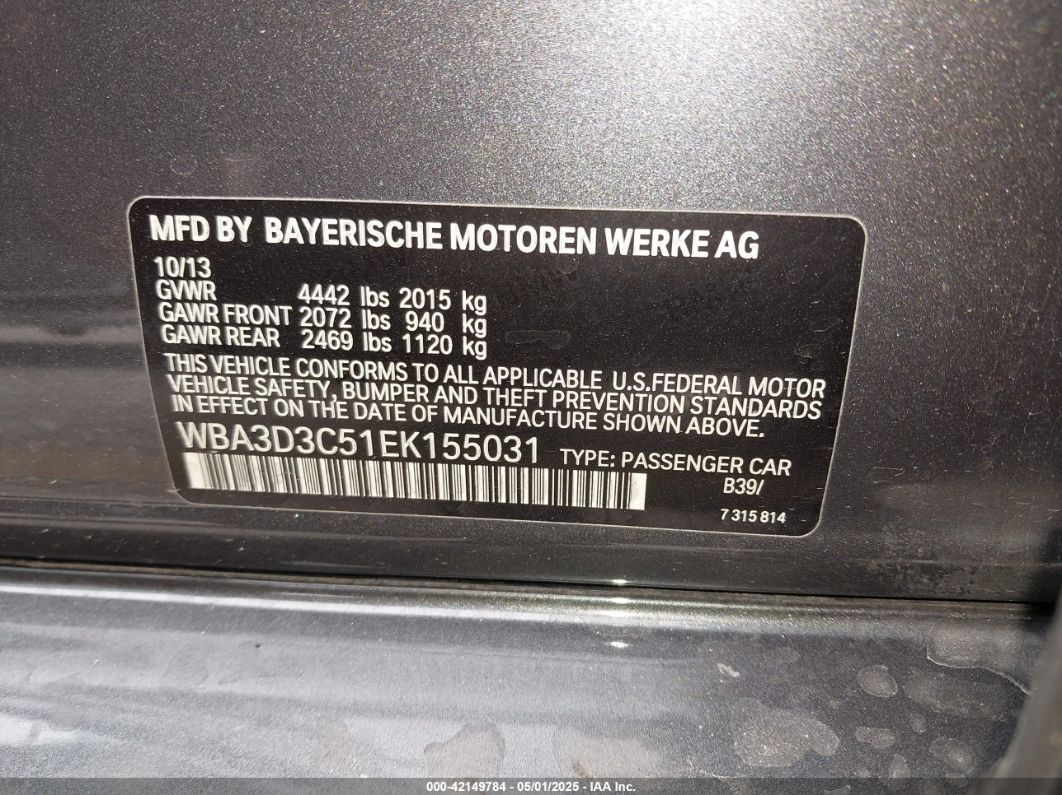 MFD BY BAYERISCHE MOTOREN WERKE AG
10/13
GVWR 4442 lbs 2015 kg
GAWR FRONT 2072 lbs 940 kg
GAWR REAR 2469 lbs 1120 kg
THIS VEHICLE CONFORMS TO ALL APPLICABLE U.S.FEDERAL MOTOR
VEHICLE SAFETY, BUMPER AND THEFT PREVENTION STANDARDS
IN EFFECT ON THE DATE OF MANUFACTURE SHOWN ABOVE.
WBA3D3C51EK155031 TYPE: PASSENGER CAR
B39/
7 315 814
000-42149784 - 05/01/2025 - IAA Inc.